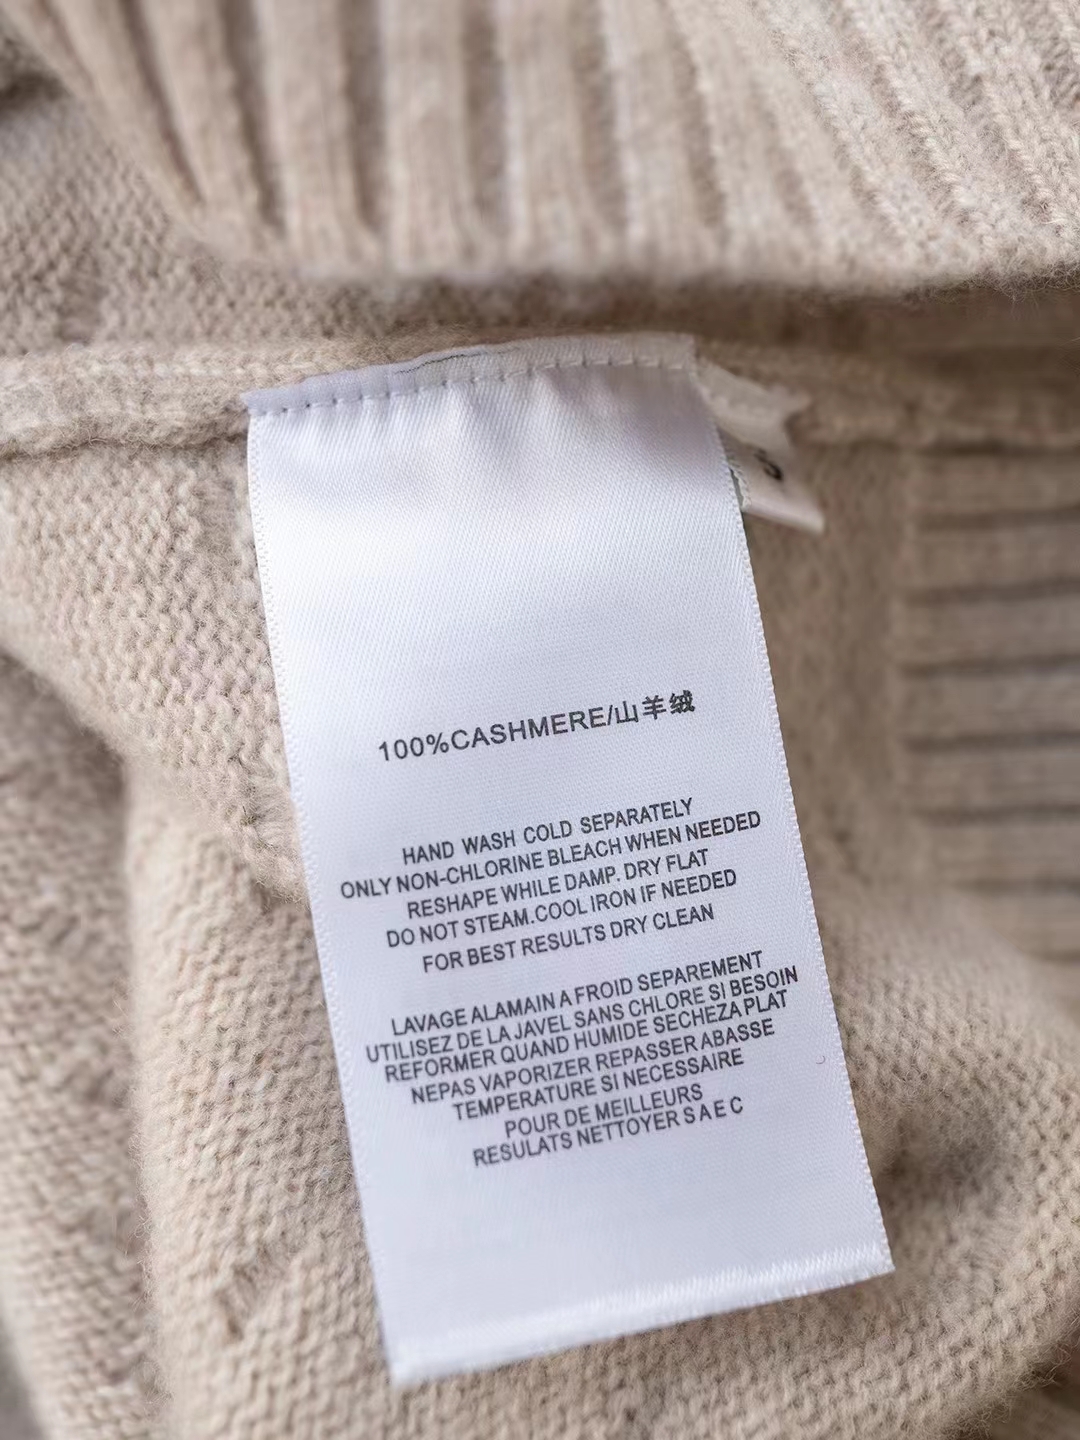 100%CASHMERE/山羊绒
HAND WASH COLD SEPARATELY
ONLY NON-CHLORINE BLEACH WHEN NEEDED
RESHAPE WHILE DAMP. DRY FLAT
DO NOT STEAM.COOL IRON IF NEEDED
FOR BEST RESULTS DRY CLEAN
LAVAGE ALAMAIN A FROID SEPAREMENT
UTILISEZ DE LA JAVEL SANS CHLORE SI BESOIN
REFORMER QUAND HUMIDE SECHEZA PLAT
NEPAS VAPORIZER REPASSER ABASSE
TEMPERATURE SI NECESSAIRE
POUR DE MEILLEURS
RESULATS NETTOYER S A E C